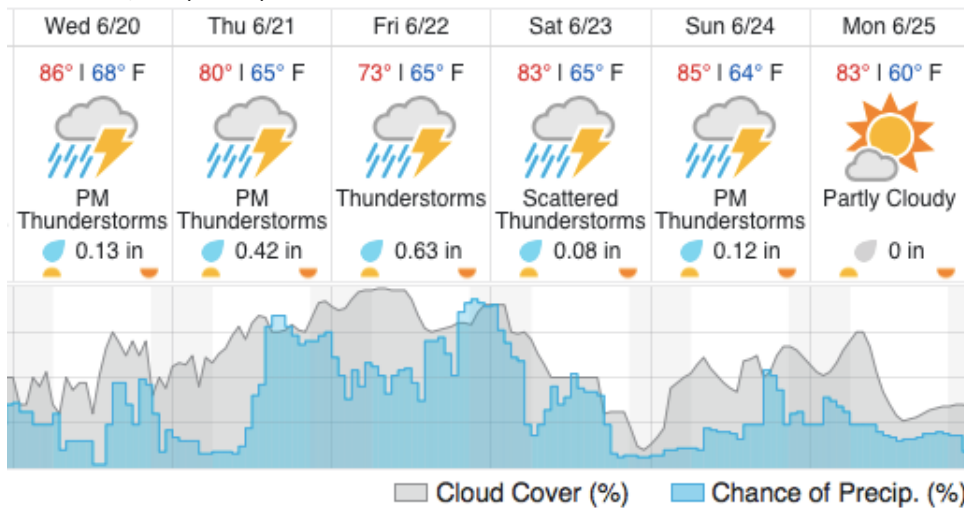 Wed 6/20 Thu 6/21 Fri 6/22 Sat 6/23 Sun 6/24 Mon 6/25
86° | 68° F 80° | 65° F 73° | 65° F 83° | 65° F 85° | 64° F 83° | 60° F
PM PM Thunderstorms Scattered PM Partly Cloudy
Thunderstorms Thunderstorms Thunderstorms Thunderstorms
0.13 in 0.42 in 0.63 in 0.08 in 0.12 in 0 in
Cloud Cover (%) Chance of Precip. (%)